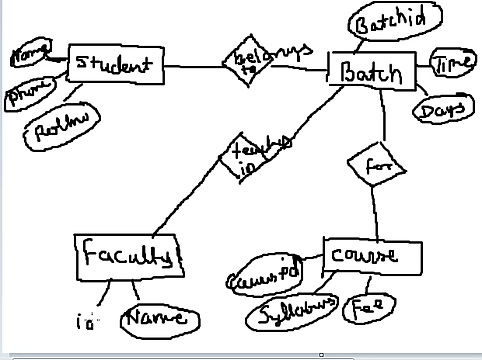 Batchid
Name
Student
belongs
to
Batch
Time
Phone
Days
Rollno
teaches
in
for
Faculty
course
Syllabus
Fee
id
Name